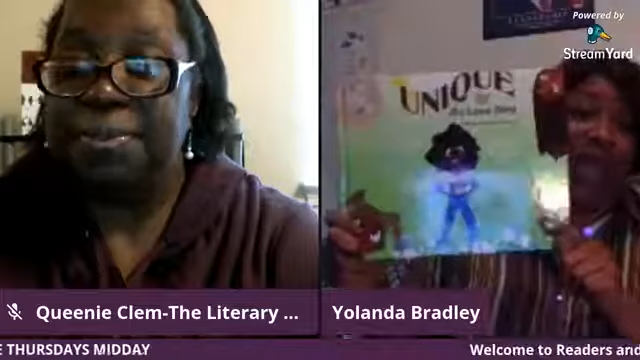 Powered by
StreamYard
UNIQUE
Queenie Clem-The Literary ...
Yolanda Bradley
E THURSDAYS MIDDAY
Welcome to Readers and